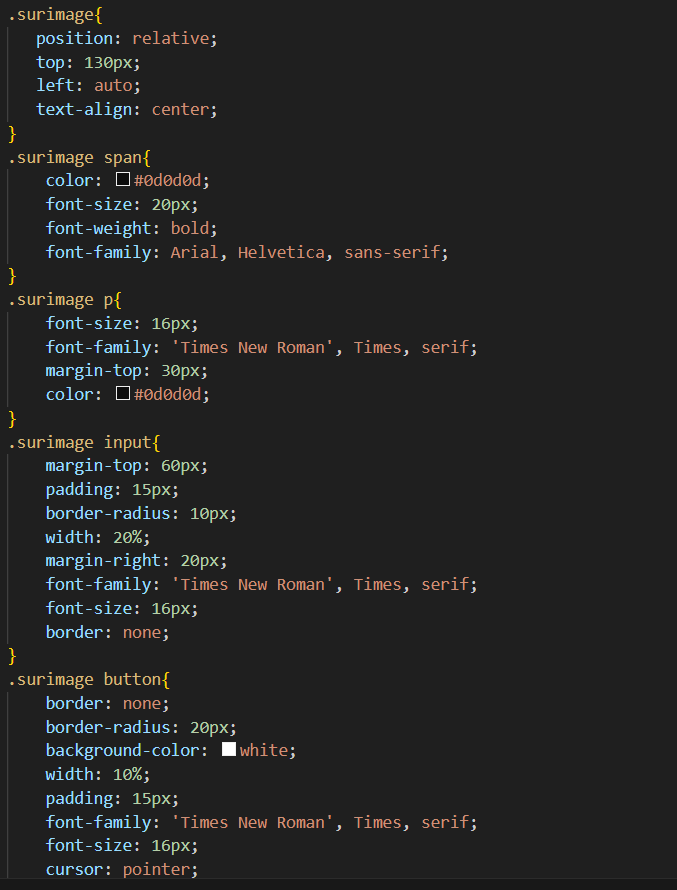 .surimage{
position: relative;
top: 130px;
left: auto;
text-align: center;
}
.surimage span{
color: #0d0d0d;
font-size: 20px;
font-weight: bold;
font-family: Arial, Helvetica, sans-serif;
}
.surimage p{
font-size: 16px;
font-family: 'Times New Roman', Times, serif;
margin-top: 30px;
color: #0d0d0d;
}
.surimage input{
margin-top: 60px;
padding: 15px;
border-radius: 10px;
width: 20%;
margin-right: 20px;
font-family: 'Times New Roman', Times, serif;
font-size: 16px;
border: none;
}
.surimage button{
border: none;
border-radius: 20px;
background-color: white;
width: 10%;
padding: 15px;
font-family: 'Times New Roman', Times, serif;
font-size: 16px;
cursor: pointer;